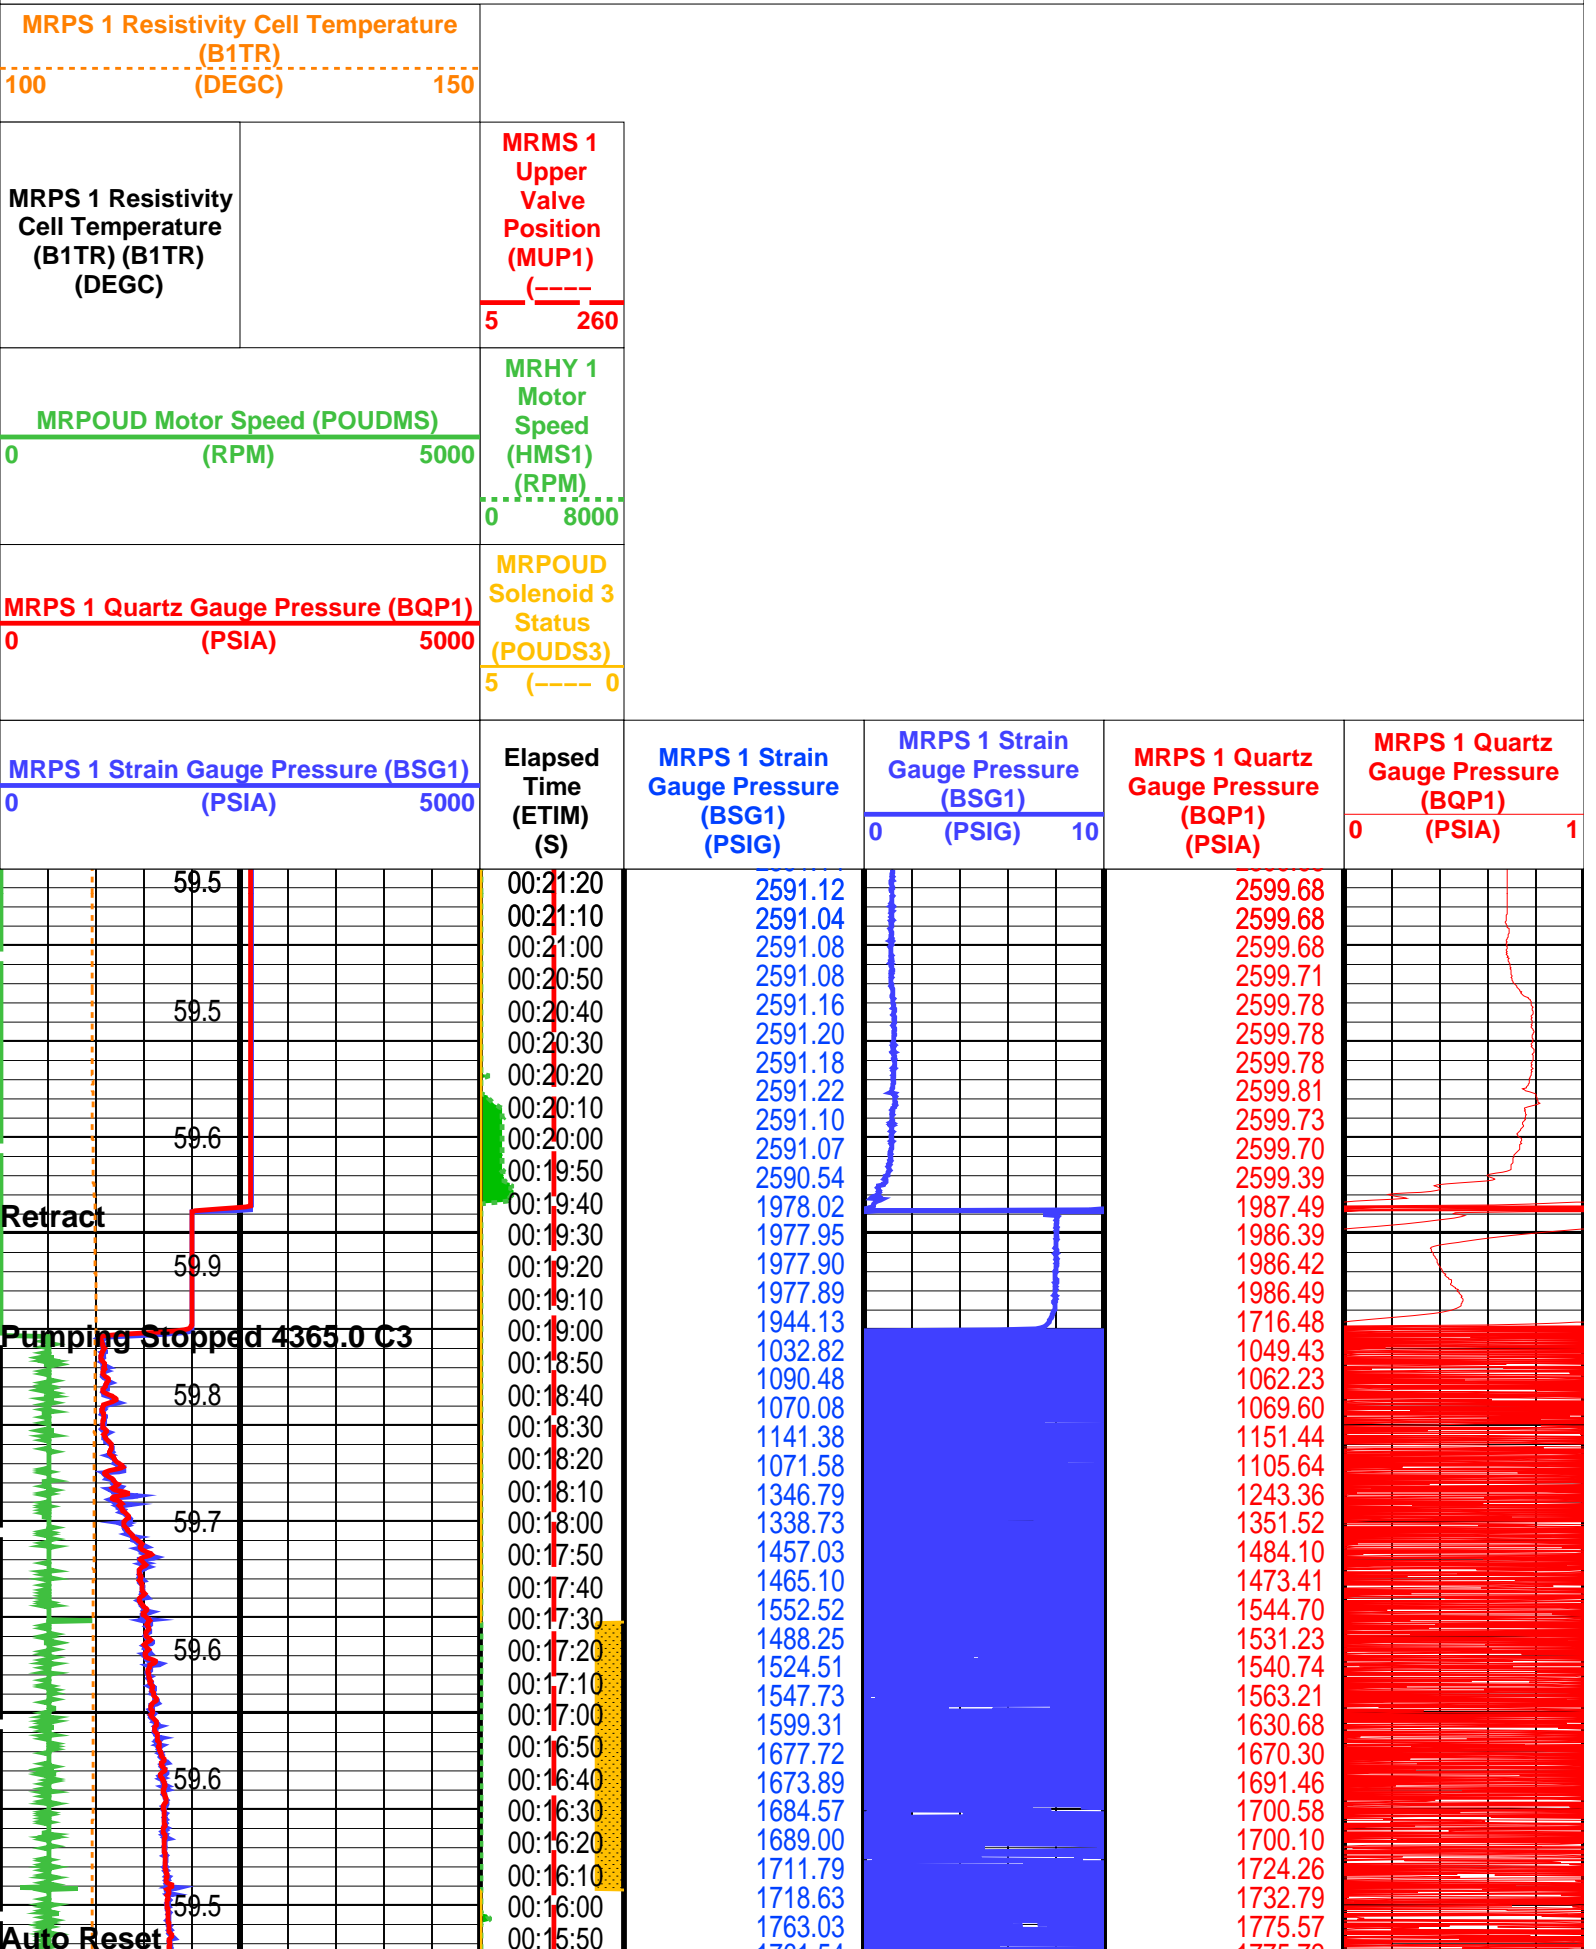 MRPS 1 Resistivity Cell Temperature
(B1TR)
100 (DEGC) 150
MRPS 1 Resistivity
Cell Temperature
(B1TR) (B1TR)
(DEGC)
MRMS 1
Upper
Valve
Position
(MUP1)
(----
5 260
MRPOUD Motor Speed (POUDMS)
0 (RPM) 5000
MRHY 1
Motor
Speed
(HMS1)
(RPM)
0 8000
MRPS 1 Quartz Gauge Pressure (BQP1)
0 (PSIA) 5000
MRPOUD
Solenoid 3
Status
(POUDS3)
5 (---- 0
MRPS 1 Strain Gauge Pressure (BSG1)
0 (PSIA) 5000
Elapsed
Time
(ETIM)
(S)
MRPS 1 Strain
Gauge Pressure
(BSG1)
(PSIG)
MRPS 1 Strain
Gauge Pressure
(BSG1)
0 (PSIG) 10
MRPS 1 Quartz
Gauge Pressure
(BQP1)
(PSIA)
MRPS 1 Quartz
Gauge Pressure
(BQP1)
0 (PSIA) 1
59.5 00:21:20 2591.12 2599.68
00:21:10 2591.04 2599.68
00:21:00 2591.08 2599.68
00:20:50 2591.08 2599.71
59.5 00:20:40 2591.16 2599.78
00:20:30 2591.20 2599.78
00:20:20 2591.18 2599.78
00:20:10 2591.22 2599.81
59.6 00:20:00 2591.10 2599.73
00:19:50 2591.07 2599.70
00:19:40 2590.54 2599.39
Retract 1978.02 1987.49
00:19:30 1977.95 1986.39
59.9 00:19:20 1977.90 1986.42
00:19:10 1977.89 1986.49
00:19:00 1944.13 1716.48
Pumping Stopped 4365.0 C3
00:18:50 1032.82 1049.43
59.8 00:18:40 1090.48 1062.23
00:18:30 1070.08 1069.60
00:18:20 1141.38 1151.44
00:18:10 1071.58 1105.64
59.7 00:18:00 1346.79 1243.36
00:17:50 1338.73 1351.52
00:17:40 1457.03 1484.10
00:17:30 1465.10 1473.41
59.6 00:17:20 1552.52 1544.70
00:17:10 1488.25 1531.23
00:17:00 1524.51 1540.74
00:16:50 1547.73 1563.21
59.6 00:16:40 1599.31 1630.68
00:16:30 1677.72 1670.30
00:16:20 1673.89 1691.46
00:16:10 1684.57 1700.58
59.5 00:16:00 1689.00 1700.10
00:15:50 1711.79 1724.26
1718.63 1732.79
1763.03 1775.57
Auto Reset